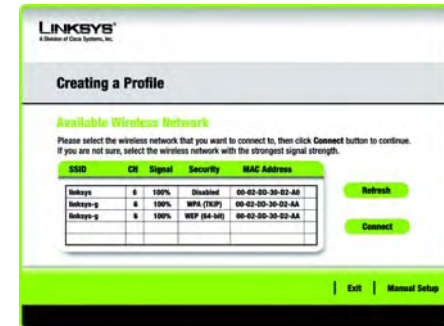 LINKSYS®
A Division of Cisco Systems, Inc.
Creating a Profile
Available Wireless Network
Please select the wireless network that you want to connect to, then click Connect button to continue.
If you are not sure, select the wireless network with the strongest signal strength.
SSID CH Signal Security MAC Address
linksys 6 100% Disabled 00-02-DD-30-D2-A0
linksys-g 6 100% WPA (TKIP) 00-02-DD-30-D2-AA
linksys-g 6 100% WEP (64-bit) 00-02-DD-30-D2-AA
Refresh
Connect
Exit Manual Setup